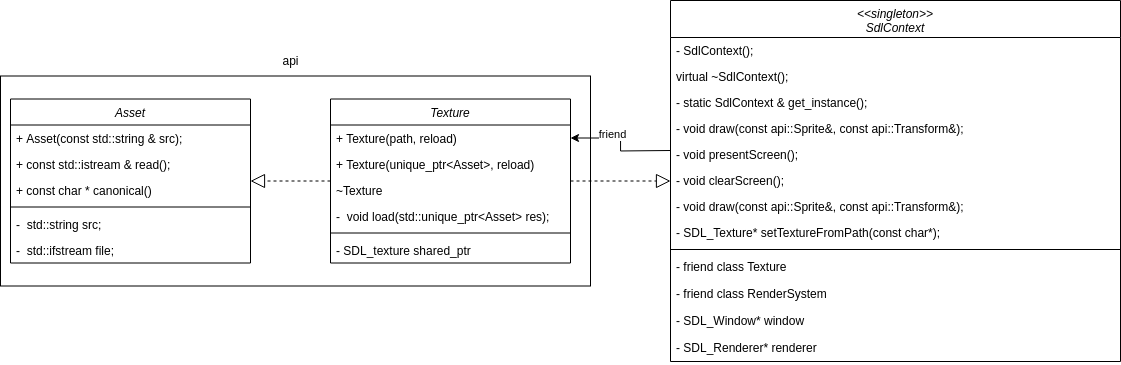 api
Asset
+ Asset(const std::string & src);
+ const std::istream & read();
+ const char * canonical()
-  std::string src;
-  std::ifstream file;
Texture
+ Texture(path, reload)
+ Texture(unique_ptr<Asset>, reload)
~Texture
-  void load(std::unique_ptr<Asset> res);
- SDL_texture shared_ptr
friend
<<singleton>>
SdlContext
- SdlContext();
virtual ~SdlContext();
- static SdlContext & get_instance();
- void draw(const api::Sprite&, const api::Transform&);
- void presentScreen();
- void clearScreen();
- void draw(const api::Sprite&, const api::Transform&);
- SDL_Texture* setTextureFromPath(const char*);
- friend class Texture
- friend class RenderSystem
- SDL_Window* window
- SDL_Renderer* renderer